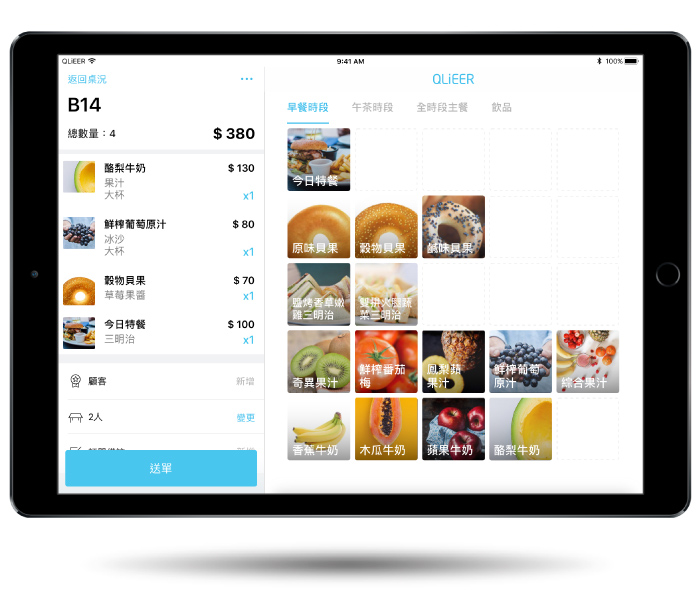 QLiEER
9:41 AM
100%
返回桌況
•••
QLiEER
B14
總數量：4
$ 380
酪梨牛奶
$ 130
果汁
大杯
x1
鮮榨葡萄原汁
$ 80
冰沙
大杯
x1
穀物貝果
$ 70
草莓果醬
x1
今日特餐
$ 100
三明治
x1
顧客
新增
2人
變更
送單
早餐時段
午茶時段
全時段主餐
飲品
今日特餐
原味貝果
穀物貝果
鹹味貝果
鹽烤香草嫩
雞三明治
雙拼火腿蔬
菜三明治
奇異果汁
鮮榨番茄
梅
鳳梨蘋
果汁
鮮榨葡萄
原汁
綜合果汁
香蕉牛奶
木瓜牛奶
蘋果牛奶
酪梨牛奶